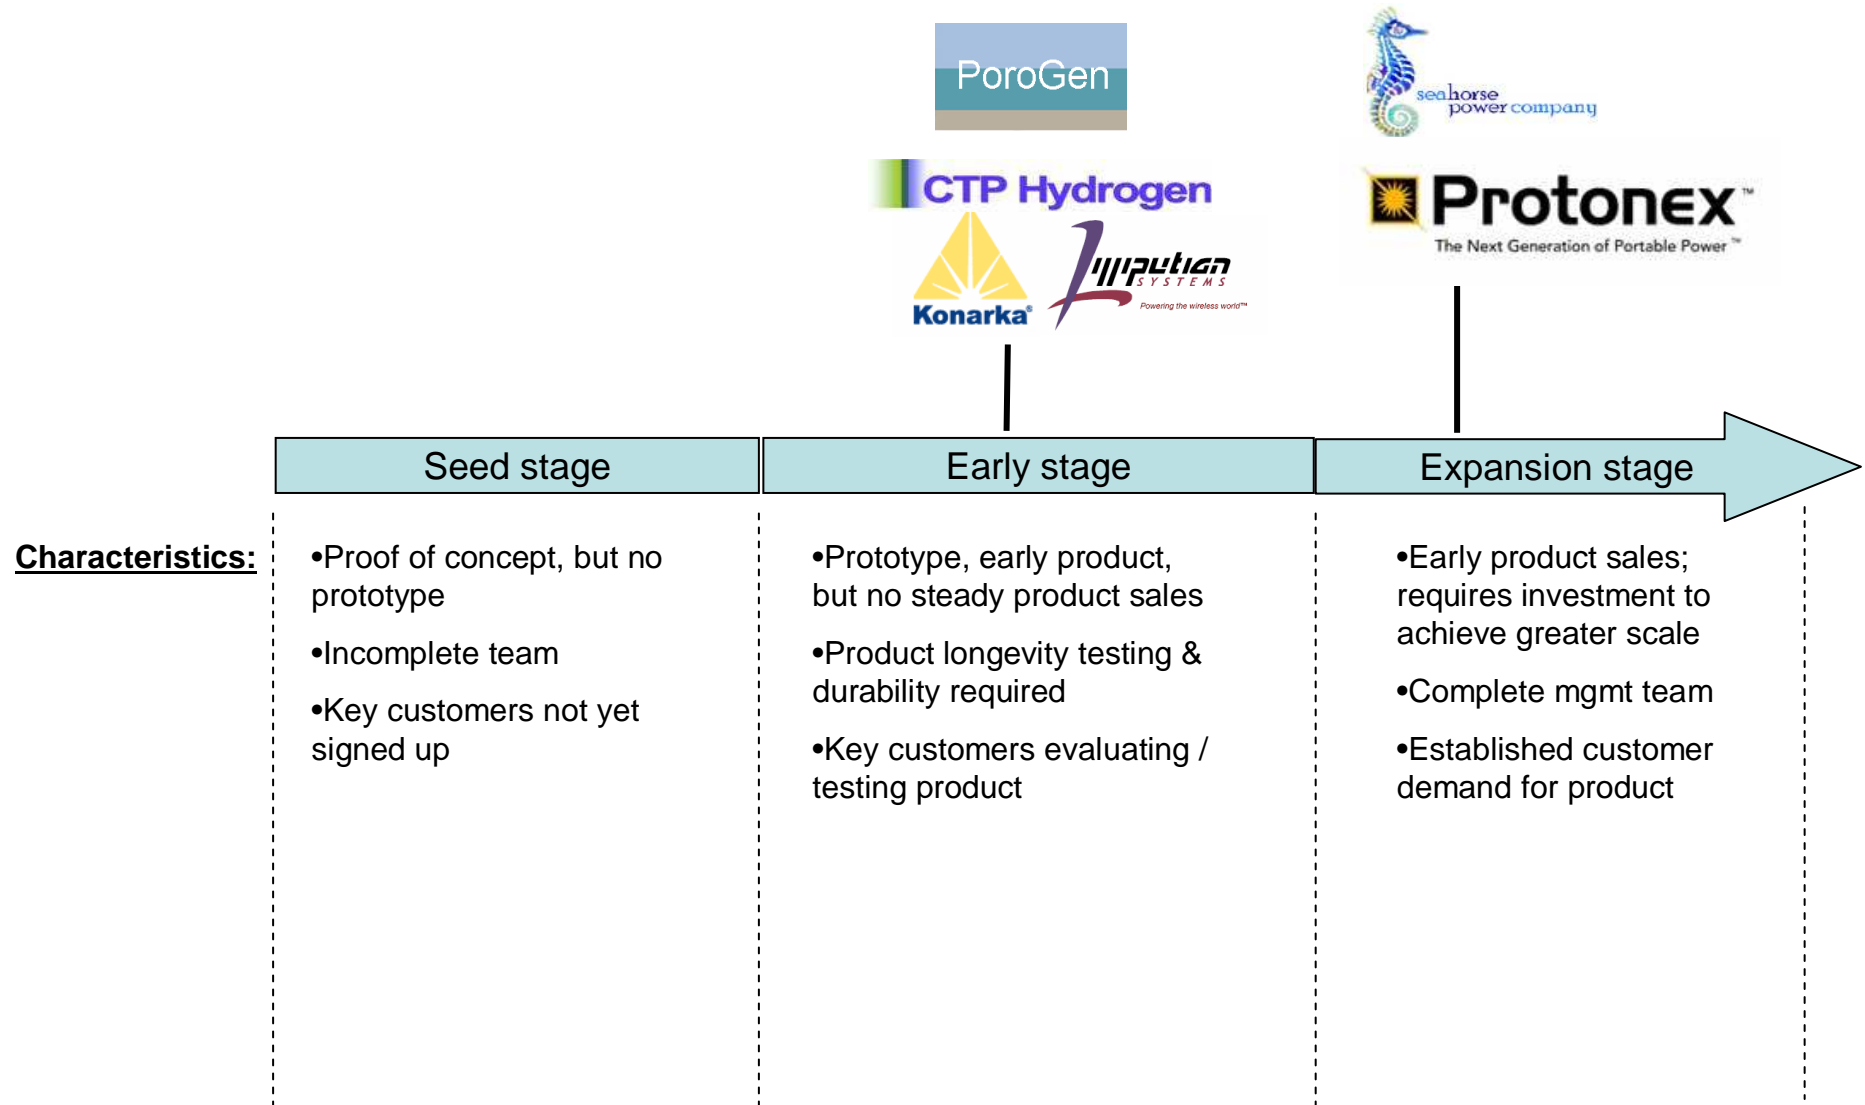 PoroGen
seahorse
power company
CTP Hydrogen
Protonex™
The Next Generation of Portable Power™
Lilliputian
SYSTEMS
Powering the wireless world™
Konarka®
Seed stage
Early stage
Expansion stage
Characteristics:
•Proof of concept, but no
prototype
•Incomplete team
•Key customers not yet
signed up
•Prototype, early product,
but no steady product sales
•Product longevity testing &
durability required
•Key customers evaluating /
testing product
•Early product sales;
requires investment to
achieve greater scale
•Complete mgmt team
•Established customer
demand for product